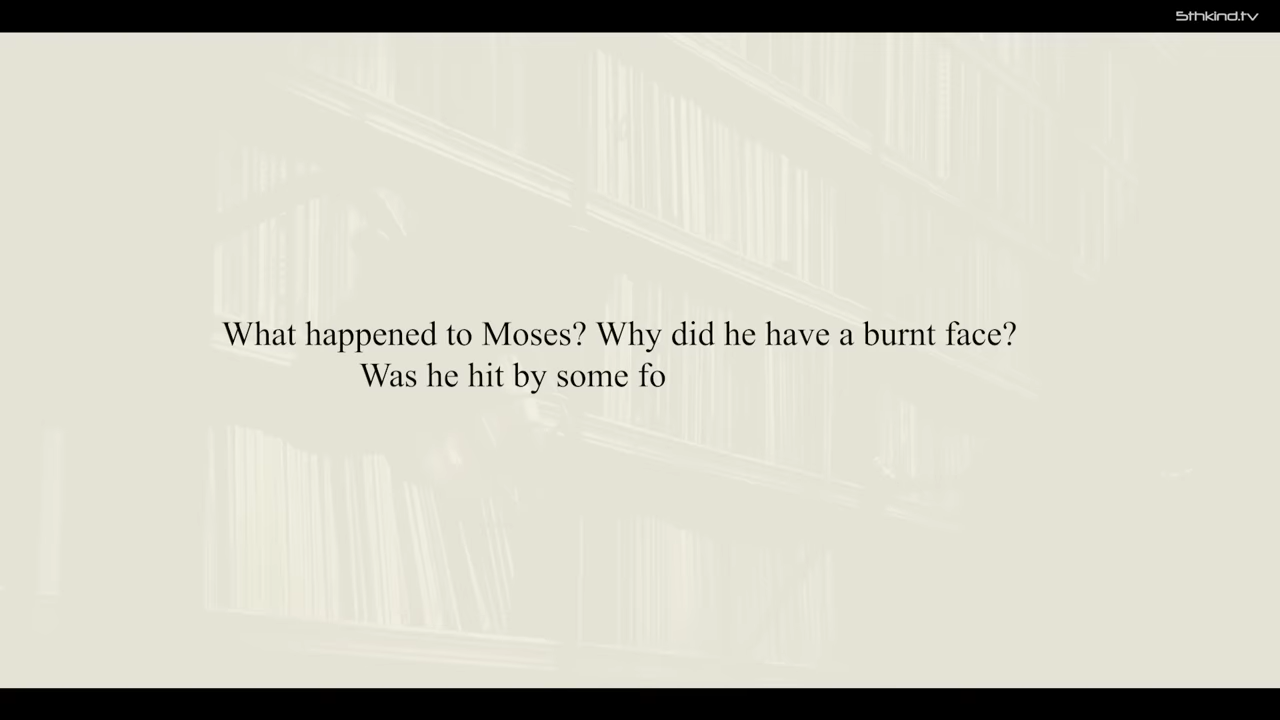 5thkind.tv
What happened to Moses? Why did he have a burnt face?
Was he hit by some fo